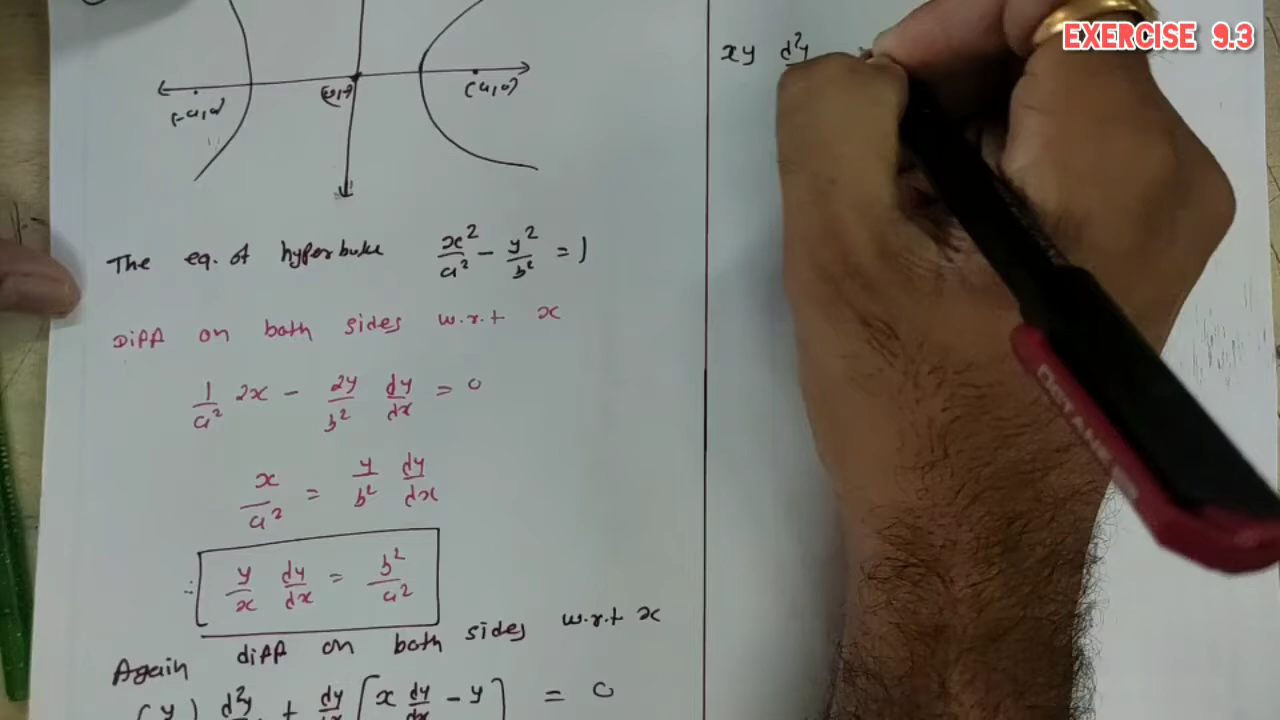 EXERCISE 9.3
xy d²y
(-a,0) (0,0) (a,0)
The eq. of hyperbola x²/a² - y²/b² = 1
Diff on both sides w.r.t x
1/a² 2x - 2y/b² dy/dx = 0
x/a² = y/b² dy/dx
∴ y/x dy/dx = b²/a²
Again diff on both sides w.r.t x
(y) d²y + dy/dx [x dy/dx - y] = 0
OCTANE